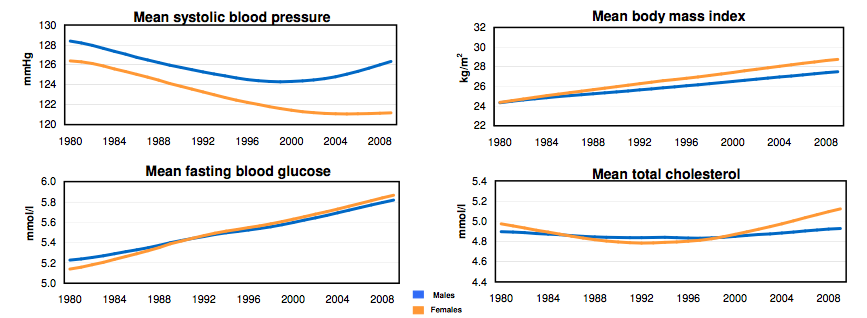 Mean systolic blood pressure
mmHg
130
128
126
124
122
120
1980 1984 1988 1992 1996 2000 2004 2008
Mean body mass index
kg/m²
32
30
28
26
24
22
1980 1984 1988 1992 1996 2000 2004 2008
Mean fasting blood glucose
mmol/l
6.0
5.8
5.6
5.4
5.2
5.0
1980 1984 1988 1992 1996 2000 2004 2008
Mean total cholesterol
mmol/l
5.4
5.2
5.0
4.8
4.6
4.4
1980 1984 1988 1992 1996 2000 2004 2008
Males
Females